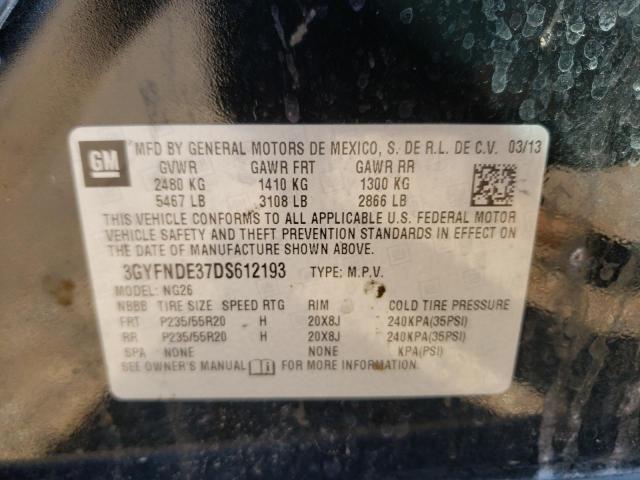 GM
MFD BY GENERAL MOTORS DE MEXICO, S. DE R.L. DE C.V. 03/13
GVWR GAWR FRT GAWR RR
2480 KG 1410 KG 1300 KG
5467 LB 3108 LB 2866 LB
THIS VEHICLE CONFORMS TO ALL APPLICABLE U.S. FEDERAL MOTOR
VEHICLE SAFETY AND THEFT PREVENTION STANDARDS IN EFFECT ON
THE DATE OF MANUFACTURE SHOWN ABOVE.
3GYFNDE37DS612193 TYPE: M.P.V.
MODEL: NG26
NBBB TIRE SIZE SPEED RTG RIM COLD TIRE PRESSURE
FRT P235/55R20 H 20X8J 240KPA(35PSI)
RR P235/55R20 H 20X8J 240KPA(35PSI)
SPA NONE NONE KPA(PSI)
SEE OWNER'S MANUAL FOR MORE INFORMATION.